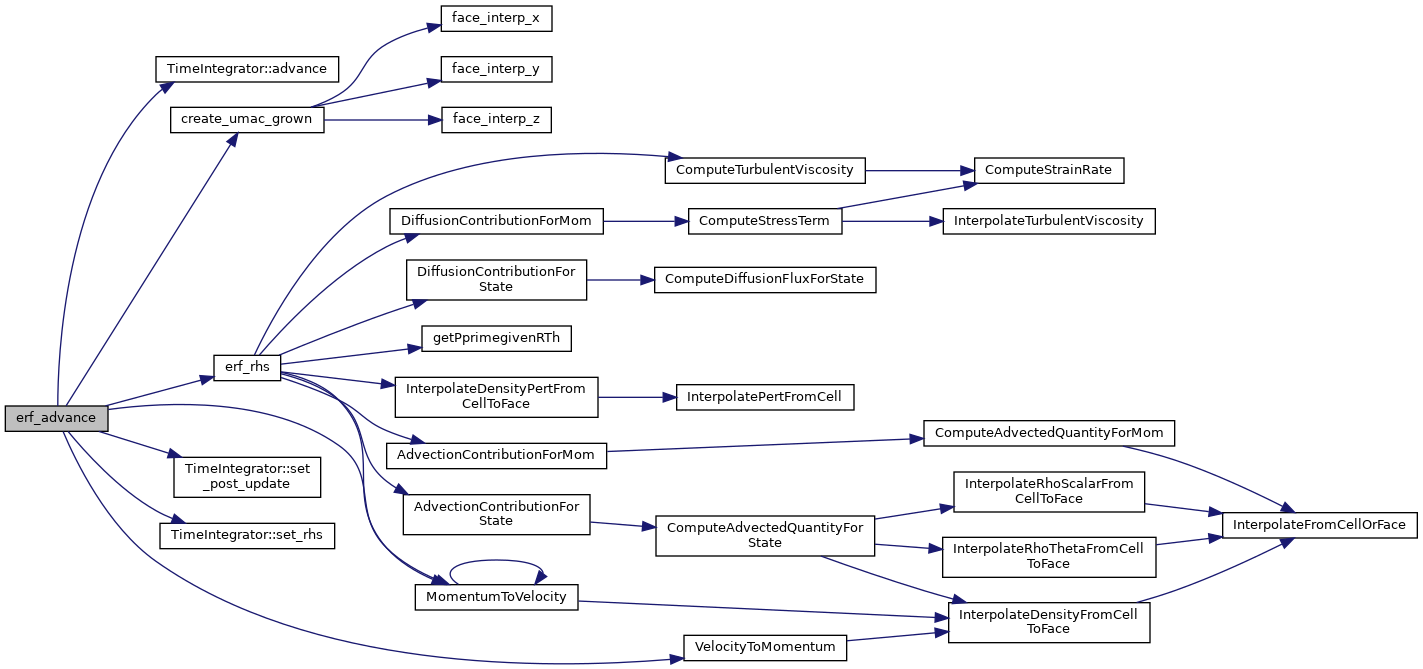 face_interp_x
TimeIntegrator::advance
face_interp_y
create_umac_grown
face_interp_z
ComputeTurbulentViscosity
ComputeStrainRate
DiffusionContributionForMom
ComputeStressTerm
InterpolateTurbulentViscosity
DiffusionContributionFor
State
ComputeDiffusionFluxForState
getPprimegivenRTh
erf_rhs
InterpolateDensityPertFrom
CellToFace
InterpolatePertFromCell
erf_advance
ComputeAdvectedQuantityForMom
AdvectionContributionForMom
TimeIntegrator::set
_post_update
InterpolateRhoScalarFrom
CellToFace
AdvectionContributionFor
State
ComputeAdvectedQuantityFor
State
InterpolateFromCellOrFace
TimeIntegrator::set_rhs
InterpolateRhoThetaFromCell
ToFace
MomentumToVelocity
InterpolateDensityFromCell
ToFace
VelocityToMomentum